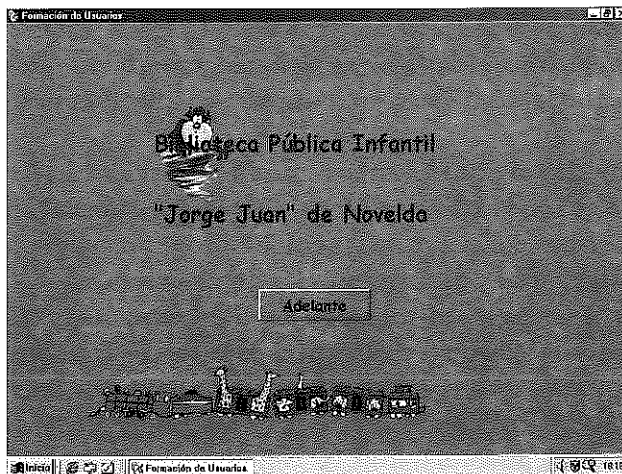 Formación de Usuarios
Biblioteca Pública Infantil
"Jorge Juan" de Novelda
Adelante
Inicio
Formación de Usuarios